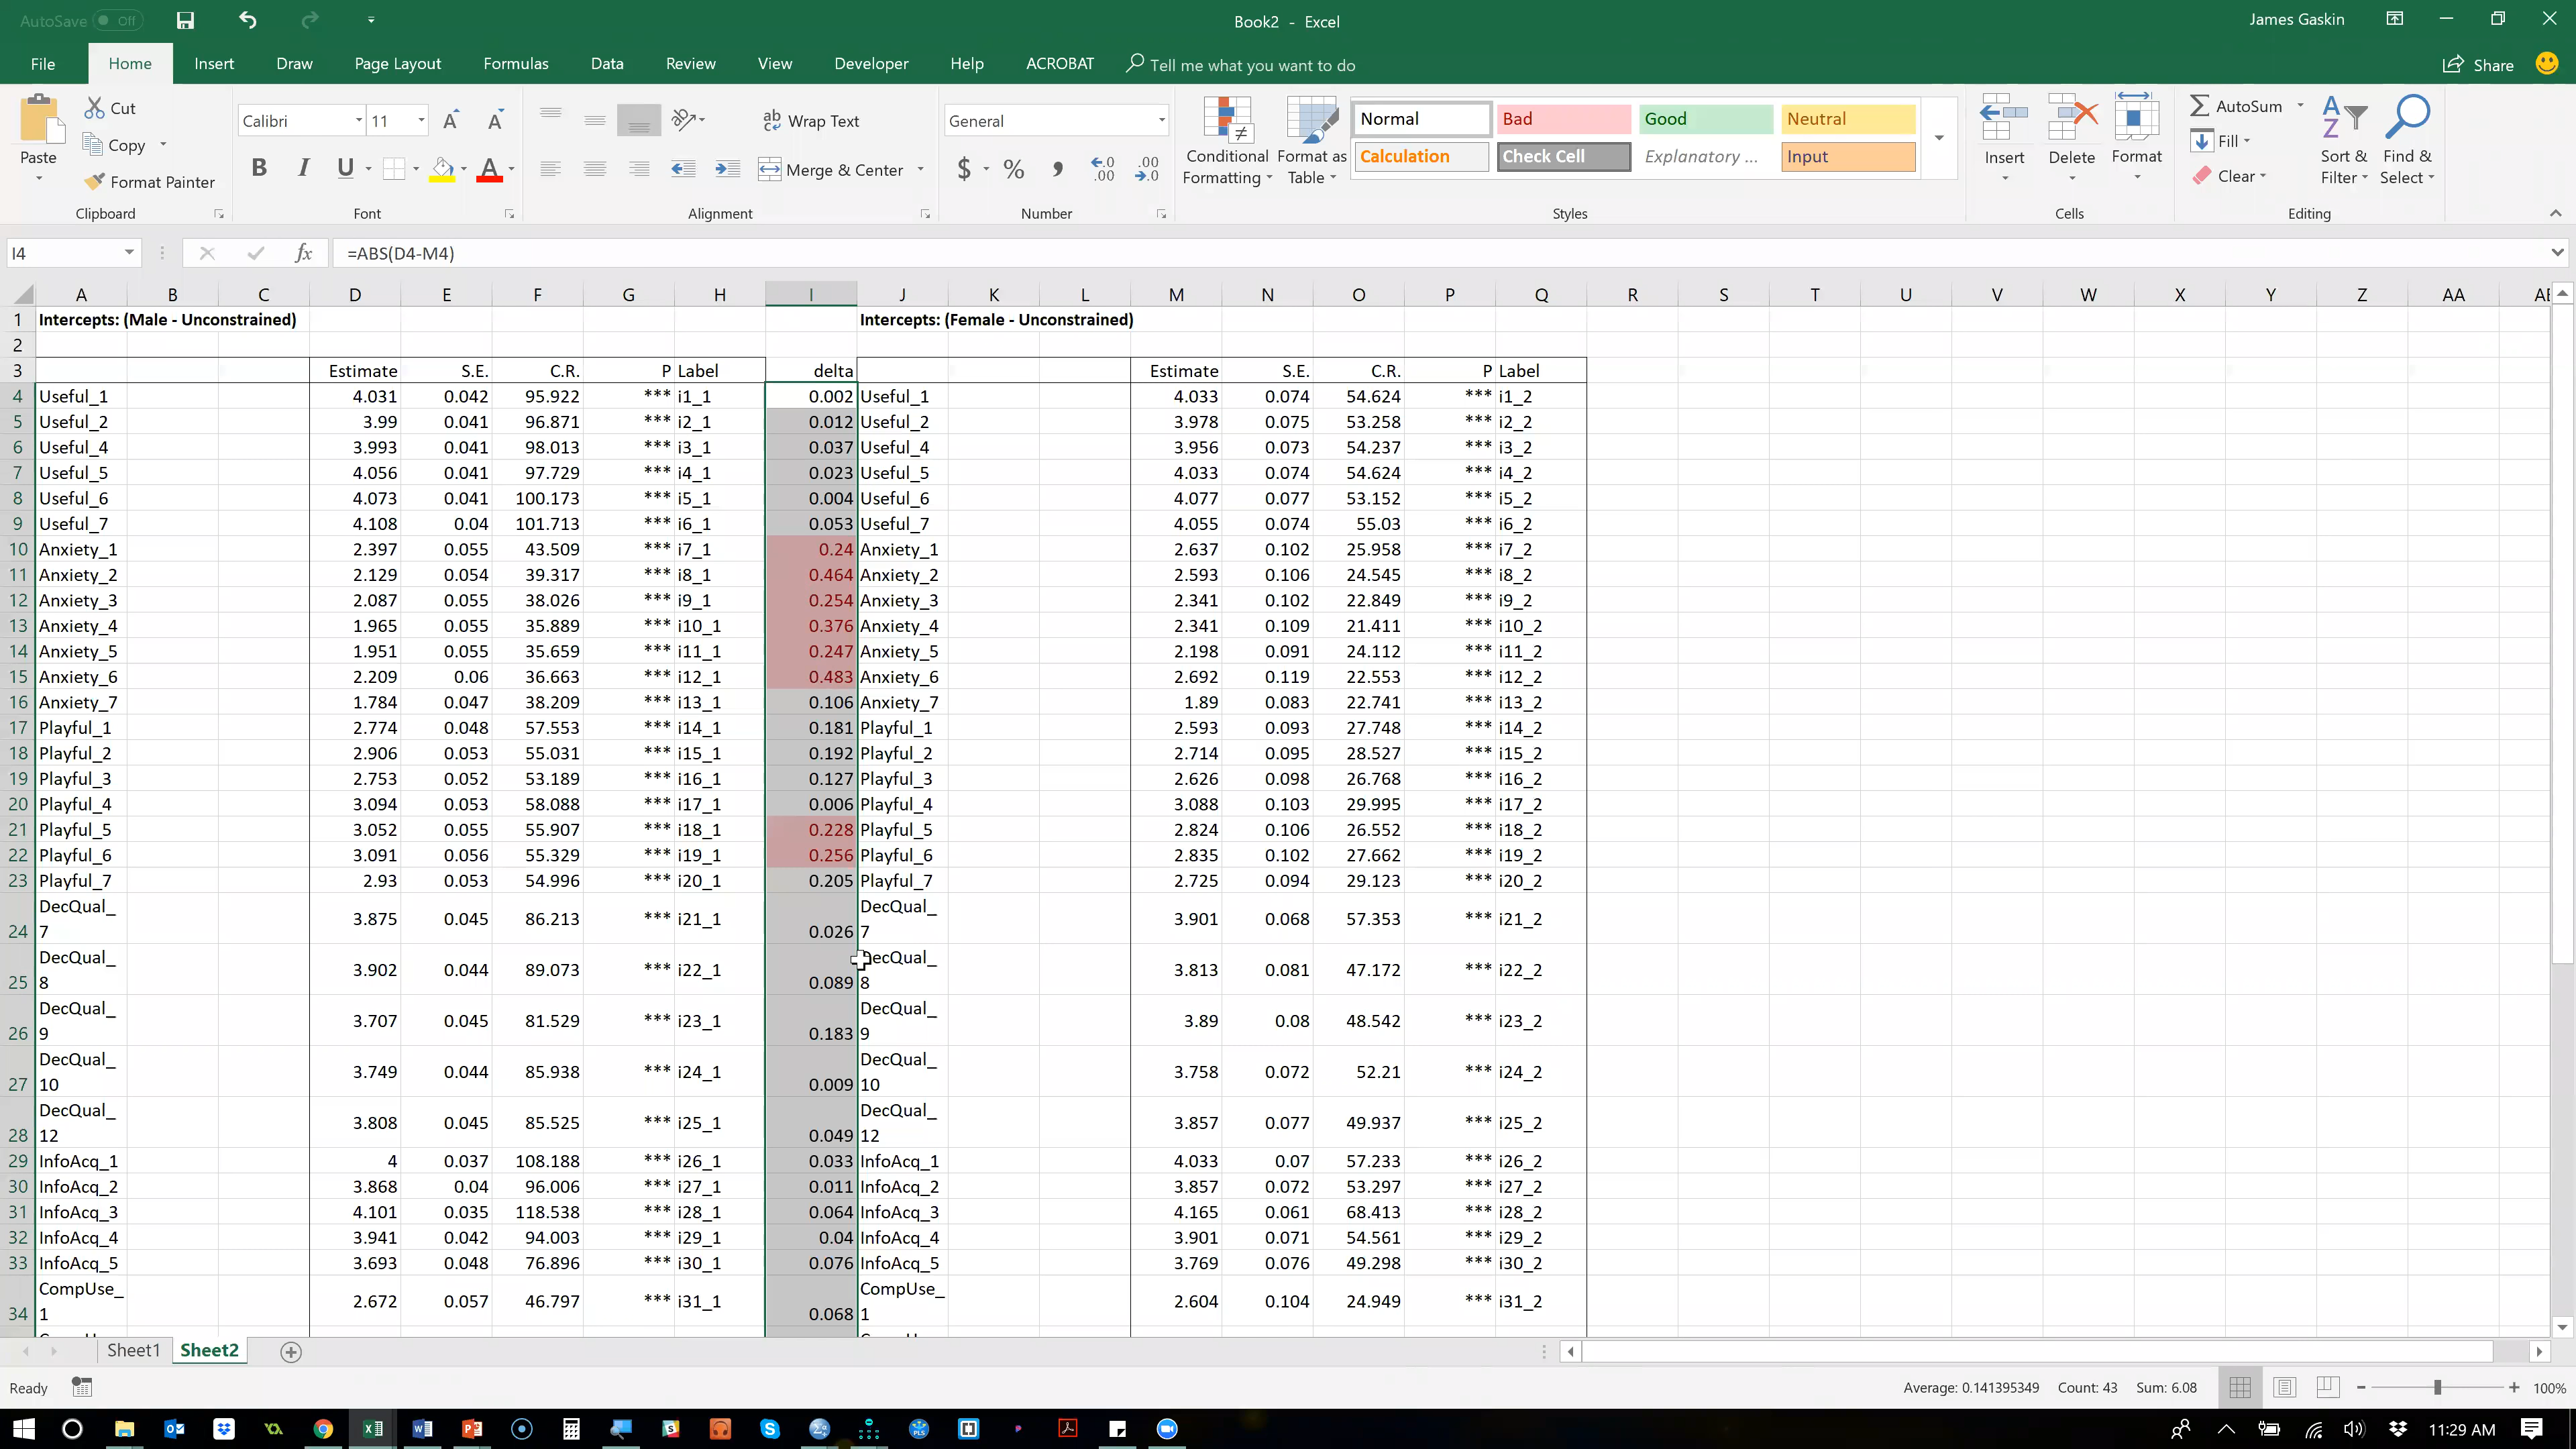 AutoSave Off Book2 - Excel James Gaskin
File Home Insert Draw Page Layout Formulas Data Review View Developer Help ACROBAT Tell me what you want to do Share
Paste Cut Copy Format Painter Clipboard
Calibri 11 B I U A Font
Wrap Text Merge & Center Alignment
General $ % Number
Conditional Formatting Format as Table Normal Bad Good Neutral Calculation Check Cell Explanatory ... Input Styles
Insert Delete Format Cells
AutoSum Fill Clear Sort & Filter Find & Select Editing
I4 fx =ABS(D4-M4)
A B C D E F G H I J K L M N O P Q R S T U V W X Y Z AA
1 Intercepts: (Male - Unconstrained) Intercepts: (Female - Unconstrained)
2
3 Estimate S.E. C.R. P Label delta Estimate S.E. C.R. P Label
4 Useful_1 4.031 0.042 95.922 *** i1_1 0.002 Useful_1 4.033 0.074 54.624 *** i1_2
5 Useful_2 3.99 0.041 96.871 *** i2_1 0.012 Useful_2 3.978 0.075 53.258 *** i2_2
6 Useful_4 3.993 0.041 98.013 *** i3_1 0.037 Useful_4 3.956 0.073 54.237 *** i3_2
7 Useful_5 4.056 0.041 97.729 *** i4_1 0.023 Useful_5 4.033 0.074 54.624 *** i4_2
8 Useful_6 4.073 0.041 100.173 *** i5_1 0.004 Useful_6 4.077 0.077 53.152 *** i5_2
9 Useful_7 4.108 0.04 101.713 *** i6_1 0.053 Useful_7 4.055 0.074 55.03 *** i6_2
10 Anxiety_1 2.397 0.055 43.509 *** i7_1 0.24 Anxiety_1 2.637 0.102 25.958 *** i7_2
11 Anxiety_2 2.129 0.054 39.317 *** i8_1 0.464 Anxiety_2 2.593 0.106 24.545 *** i8_2
12 Anxiety_3 2.087 0.055 38.026 *** i9_1 0.254 Anxiety_3 2.341 0.102 22.849 *** i9_2
13 Anxiety_4 1.965 0.055 35.889 *** i10_1 0.376 Anxiety_4 2.341 0.109 21.411 *** i10_2
14 Anxiety_5 1.951 0.055 35.659 *** i11_1 0.247 Anxiety_5 2.198 0.091 24.112 *** i11_2
15 Anxiety_6 2.209 0.06 36.663 *** i12_1 0.483 Anxiety_6 2.692 0.119 22.553 *** i12_2
16 Anxiety_7 1.784 0.047 38.209 *** i13_1 0.106 Anxiety_7 1.89 0.083 22.741 *** i13_2
17 Playful_1 2.774 0.048 57.553 *** i14_1 0.181 Playful_1 2.593 0.093 27.748 *** i14_2
18 Playful_2 2.906 0.053 55.031 *** i15_1 0.192 Playful_2 2.714 0.095 28.527 *** i15_2
19 Playful_3 2.753 0.052 53.189 *** i16_1 0.127 Playful_3 2.626 0.098 26.768 *** i16_2
20 Playful_4 3.094 0.053 58.088 *** i17_1 0.006 Playful_4 3.088 0.103 29.995 *** i17_2
21 Playful_5 3.052 0.055 55.907 *** i18_1 0.228 Playful_5 2.824 0.106 26.552 *** i18_2
22 Playful_6 3.091 0.056 55.329 *** i19_1 0.256 Playful_6 2.835 0.102 27.662 *** i19_2
23 Playful_7 2.93 0.053 54.996 *** i20_1 0.205 Playful_7 2.725 0.094 29.123 *** i20_2
24 DecQual_7 3.875 0.045 86.213 *** i21_1 0.026 DecQual_7 3.901 0.068 57.353 *** i21_2
25 DecQual_8 3.902 0.044 89.073 *** i22_1 0.089 DecQual_8 3.813 0.081 47.172 *** i22_2
26 DecQual_9 3.707 0.045 81.529 *** i23_1 0.183 DecQual_9 3.89 0.08 48.542 *** i23_2
27 DecQual_10 3.749 0.044 85.938 *** i24_1 0.009 DecQual_10 3.758 0.072 52.21 *** i24_2
28 DecQual_12 3.808 0.045 85.525 *** i25_1 0.049 DecQual_12 3.857 0.077 49.937 *** i25_2
29 InfoAcq_1 4 0.037 108.188 *** i26_1 0.033 InfoAcq_1 4.033 0.07 57.233 *** i26_2
30 InfoAcq_2 3.868 0.04 96.006 *** i27_1 0.011 InfoAcq_2 3.857 0.072 53.297 *** i27_2
31 InfoAcq_3 4.101 0.035 118.538 *** i28_1 0.064 InfoAcq_3 4.165 0.061 68.413 *** i28_2
32 InfoAcq_4 3.941 0.042 94.003 *** i29_1 0.04 InfoAcq_4 3.901 0.071 54.561 *** i29_2
33 InfoAcq_5 3.693 0.048 76.896 *** i30_1 0.076 InfoAcq_5 3.769 0.076 49.298 *** i30_2
34 CompUse_1 2.672 0.057 46.797 *** i31_1 0.068 CompUse_1 2.604 0.104 24.949 *** i31_2
Sheet1 Sheet2
Ready Average: 0.141395349 Count: 43 Sum: 6.08 100%
11:29 AM